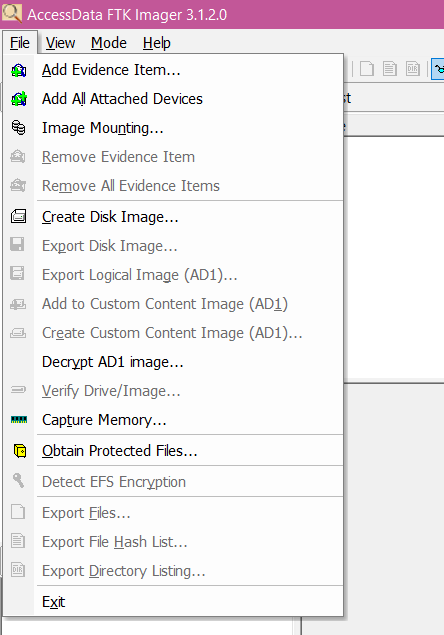 AccessData FTK Imager 3.1.2.0
File View Mode Help
Add Evidence Item...
Add All Attached Devices
Image Mounting...
Remove Evidence Item
Remove All Evidence Items
Create Disk Image...
Export Disk Image...
Export Logical Image (AD1)...
Add to Custom Content Image (AD1)
Create Custom Content Image (AD1)...
Decrypt AD1 image...
Verify Drive/Image...
Capture Memory...
Obtain Protected Files...
Detect EFS Encryption
Export Files...
Export File Hash List...
Export Directory Listing...
Exit